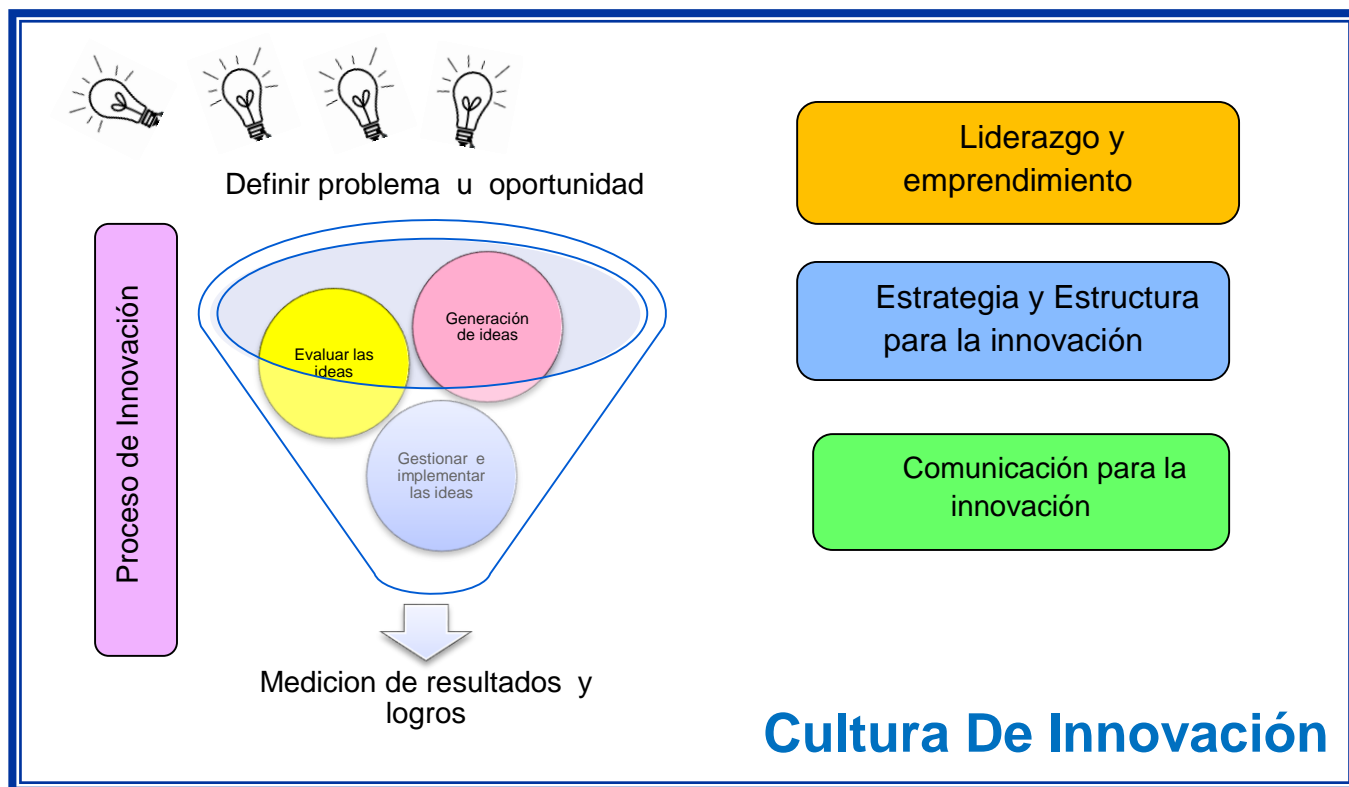 Definir problema u oportunidad
Proceso de Innovación
Generación
de ideas
Evaluar las
ideas
Gestionar e
implementar
las ideas
Medicion de resultados y
logros
Liderazgo y
emprendimiento
Estrategia y Estructura
para la innovación
Comunicación para la
innovación
Cultura De Innovación